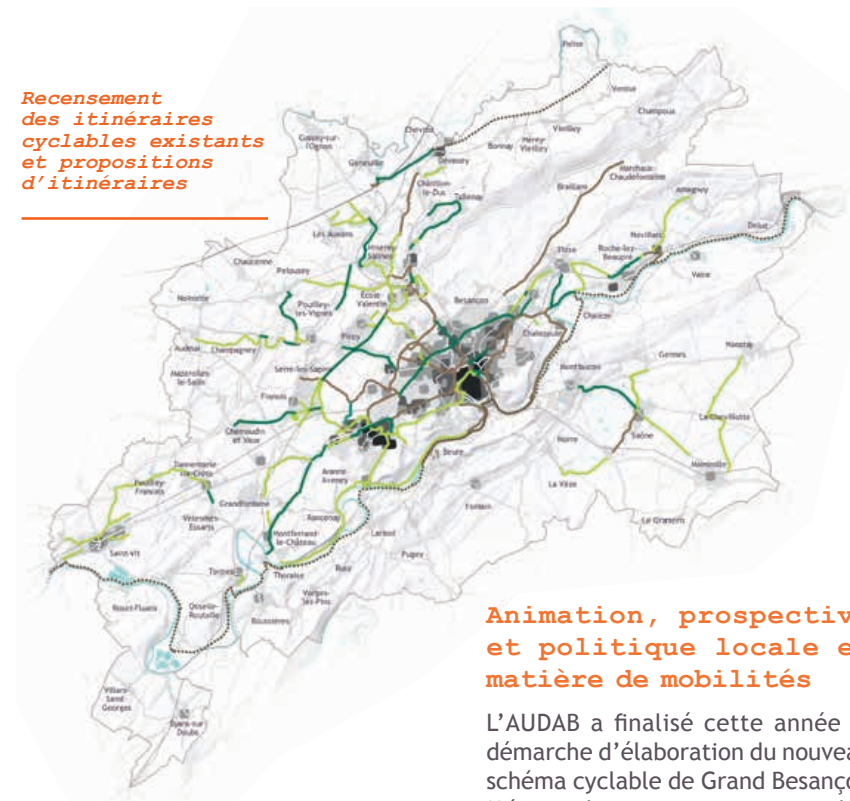 Recensement
des itinéraires
cyclables existants
et propositions
d'itinéraires
Pelouse
Venise
Champoux
Cussey-sur-
l'Ognon
Chevroz
Vieilley
Bonnay
Mérey-
Vieilley
Geneuille
Devecey
Marchaux-
Chaudefontaine
Châtillon-
le-Duc
Tallenay
Braillans
Amagney
Les Auxons
Novillars
Deluz
Miserey-
Salines
Thise
Roche-lez-
Beaupré
Chaucenne
Pelousey
Vaire
Noironte
École-
Valentin
Besançon
Pouilley-
les-Vignes
Chalèze
Pirey
Chalezeule
Audeux
Champagney
Gennes
Nancray
Serre-les-Sapins
Montfaucon
Mazerolles-
le-Salin
Franois
La Chevillotte
Chemaudin
et Vaux
Saône
Morre
Beure
Mamirolle
Dannemarie-
sur-Crète
Avanne-
Aveney
Pouilley-
Français
La Vèze
Grandfontaine
Fontain
Velesmes-
Essarts
Rancenay
Le Gratteris
Larnod
Saint-Vit
Montferrand-
le-Château
Pugey
Torpes
Thoraise
Busy
Vorges-
les-Pins
Roset-Fluans
Osselle-
Routelle
Boussières
Villars-
Saint-
Georges
Byans-sur
Doubs
Animation, prospectiv
et politique locale e
matière de mobilités
L'AUDAB a finalisé cette année
démarche d'élaboration du nouvea
schéma cyclable de Grand Besanço